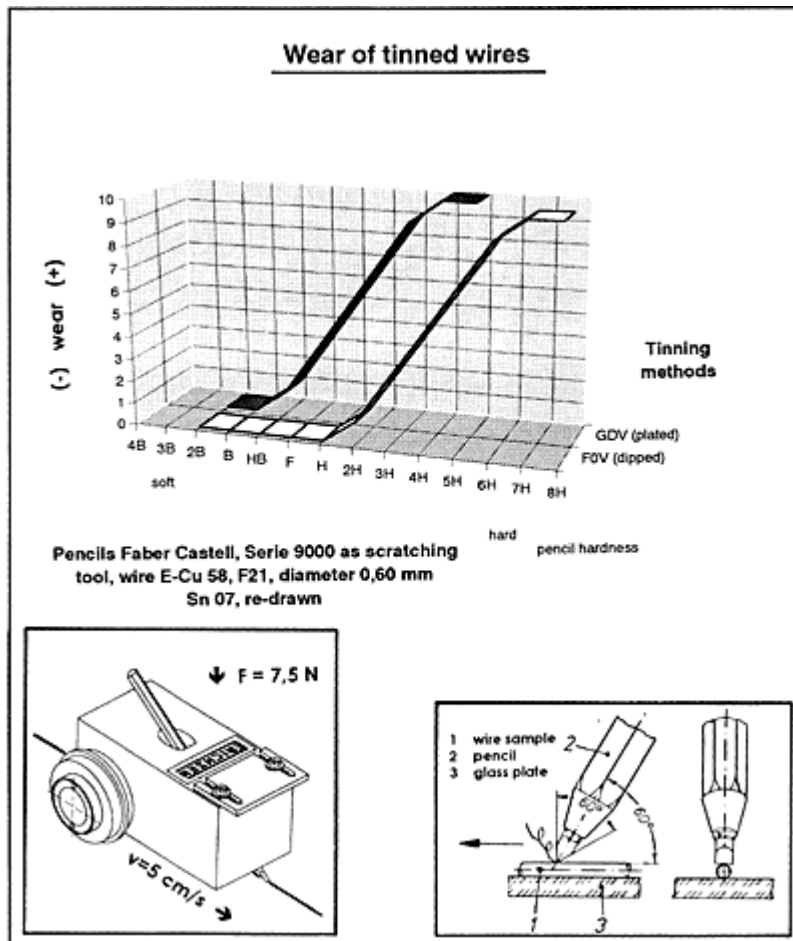 Wear of tinned wires
10
9
8
7
6
5
4
3
2
1
0
(-) wear (+)
4B 3B 2B B HB F H 2H 3H 4H 5H 6H 7H 8H
soft
hard
pencil hardness
Tinning
methods
GDV (plated)
F0V (dipped)
Pencils Faber Castell, Serie 9000 as scratching
tool, wire E-Cu 58, F21, diameter 0,60 mm
Sn 07, re-drawn
F = 7,5 N
v=5 cm/s
1 wire sample
2 pencil
3 glass plate
2
60°
60°
1
3